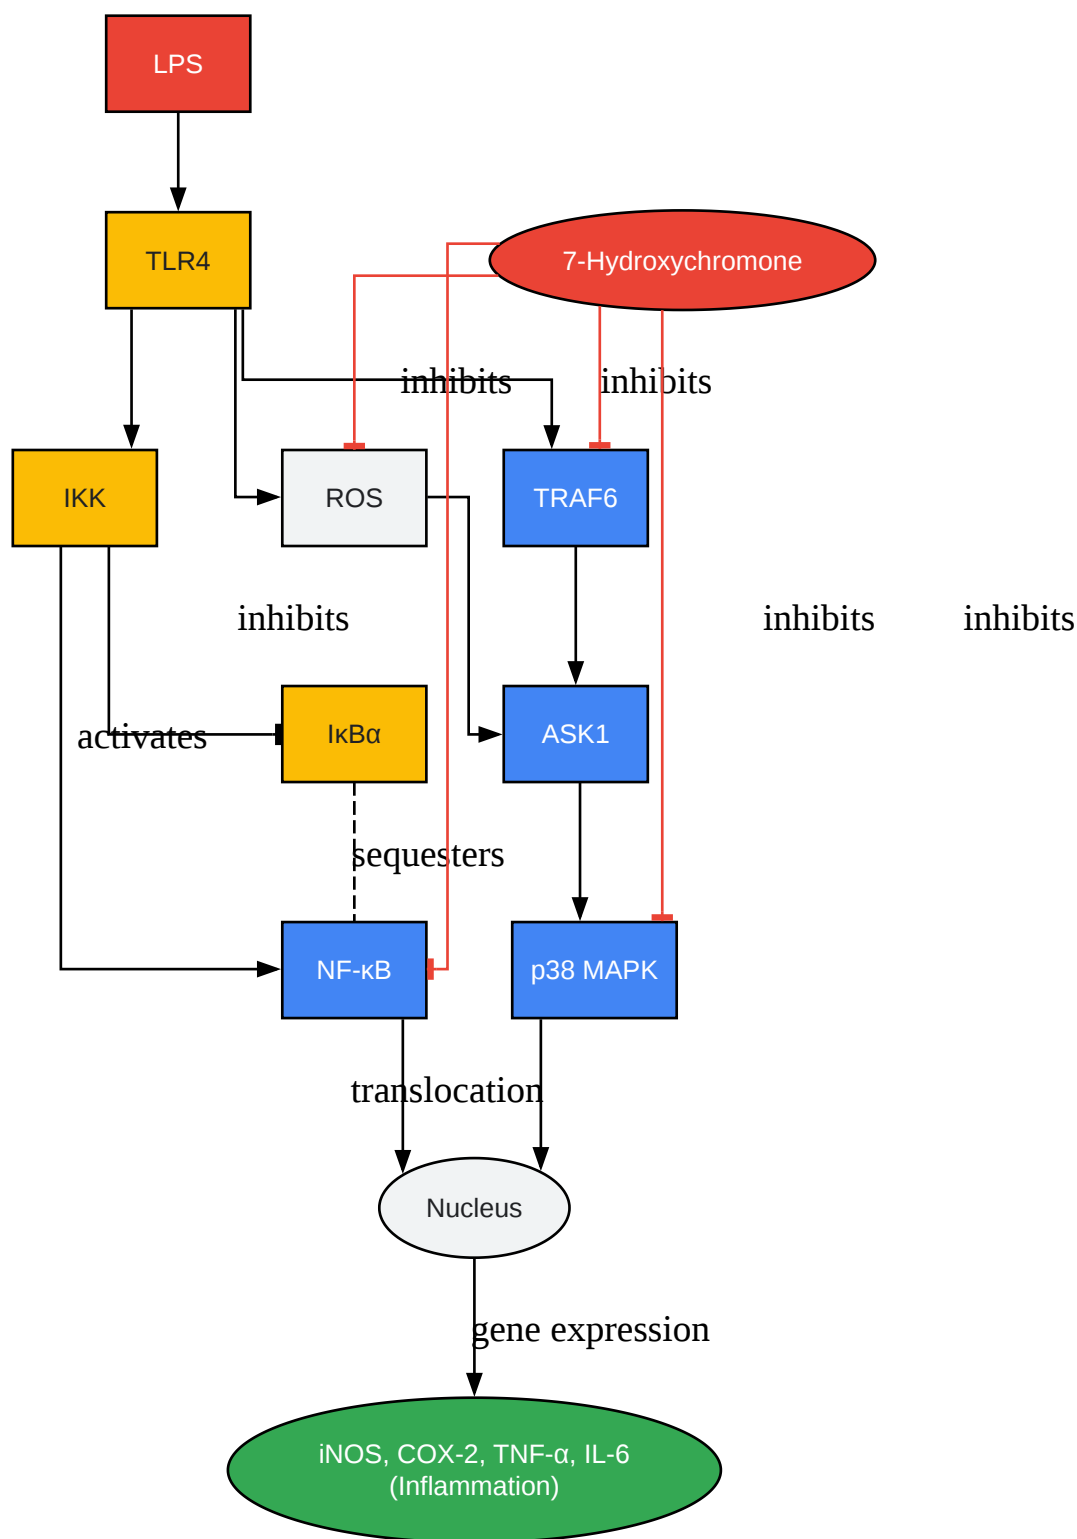 LPS
TLR4
7-Hydroxychromone
inhibits
inhibits
IKK
ROS
TRAF6
inhibits
inhibits
inhibits
activates
IκBα
ASK1
sequesters
NF-κB
p38 MAPK
translocation
Nucleus
gene expression
iNOS, COX-2, TNF-α, IL-6
(Inflammation)